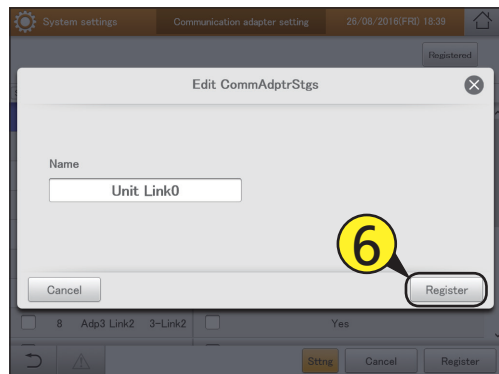 System settings
Communication adapter setting
26/08/2016(FRI) 18:39
Registered
Edit CommAdptrStgs
Name
Unit Link0
6
Cancel
Register
8 Adp3 Link2 3-Link2 Yes
Sttng
Cancel
Register